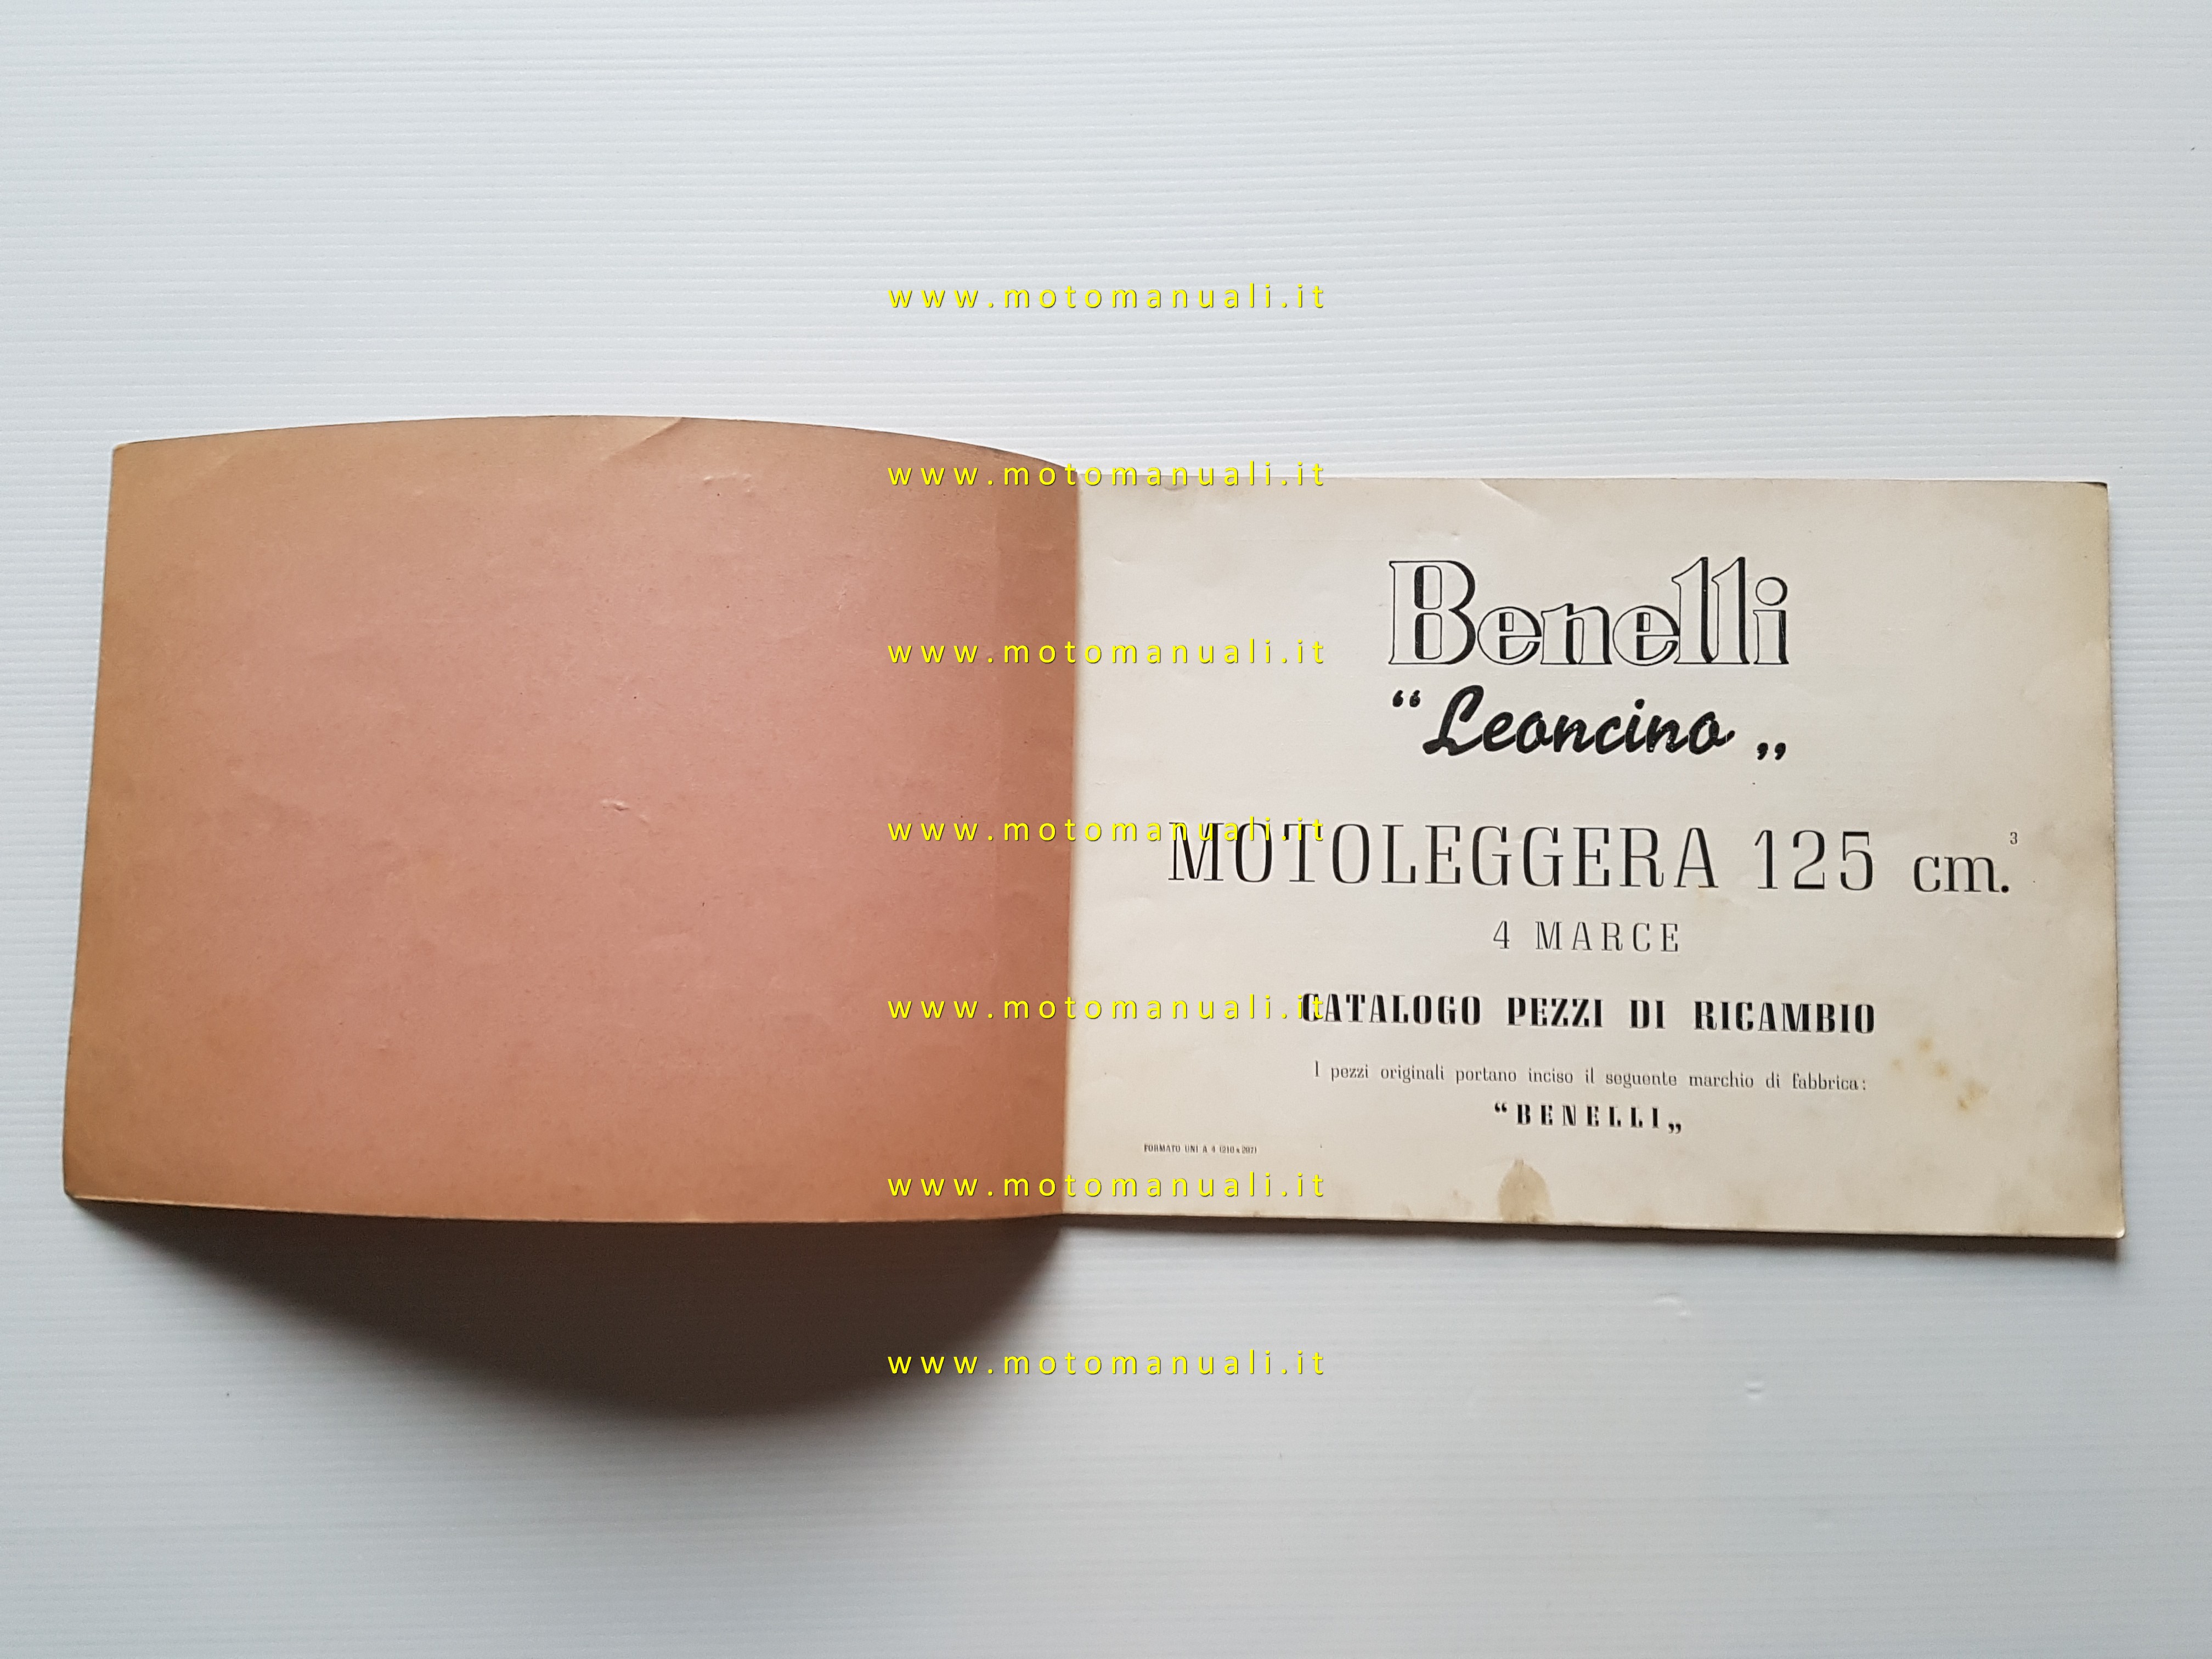 www.motomanuali.it
www.motomanuali.it
Benelli
www.motomanuali.it
“Leoncino„
www.motomanuali.it
MOTOLEGGERA 125 cm.³
4 MARCE
www.motomanuali.it
CATALOGO PEZZI DI RICAMBIO
I pezzi originali portano inciso il seguente marchio di fabbrica:
“BENELLI„
FORMATO UNI A 4 (210 x 297)
www.motomanuali.it
www.motomanuali.it